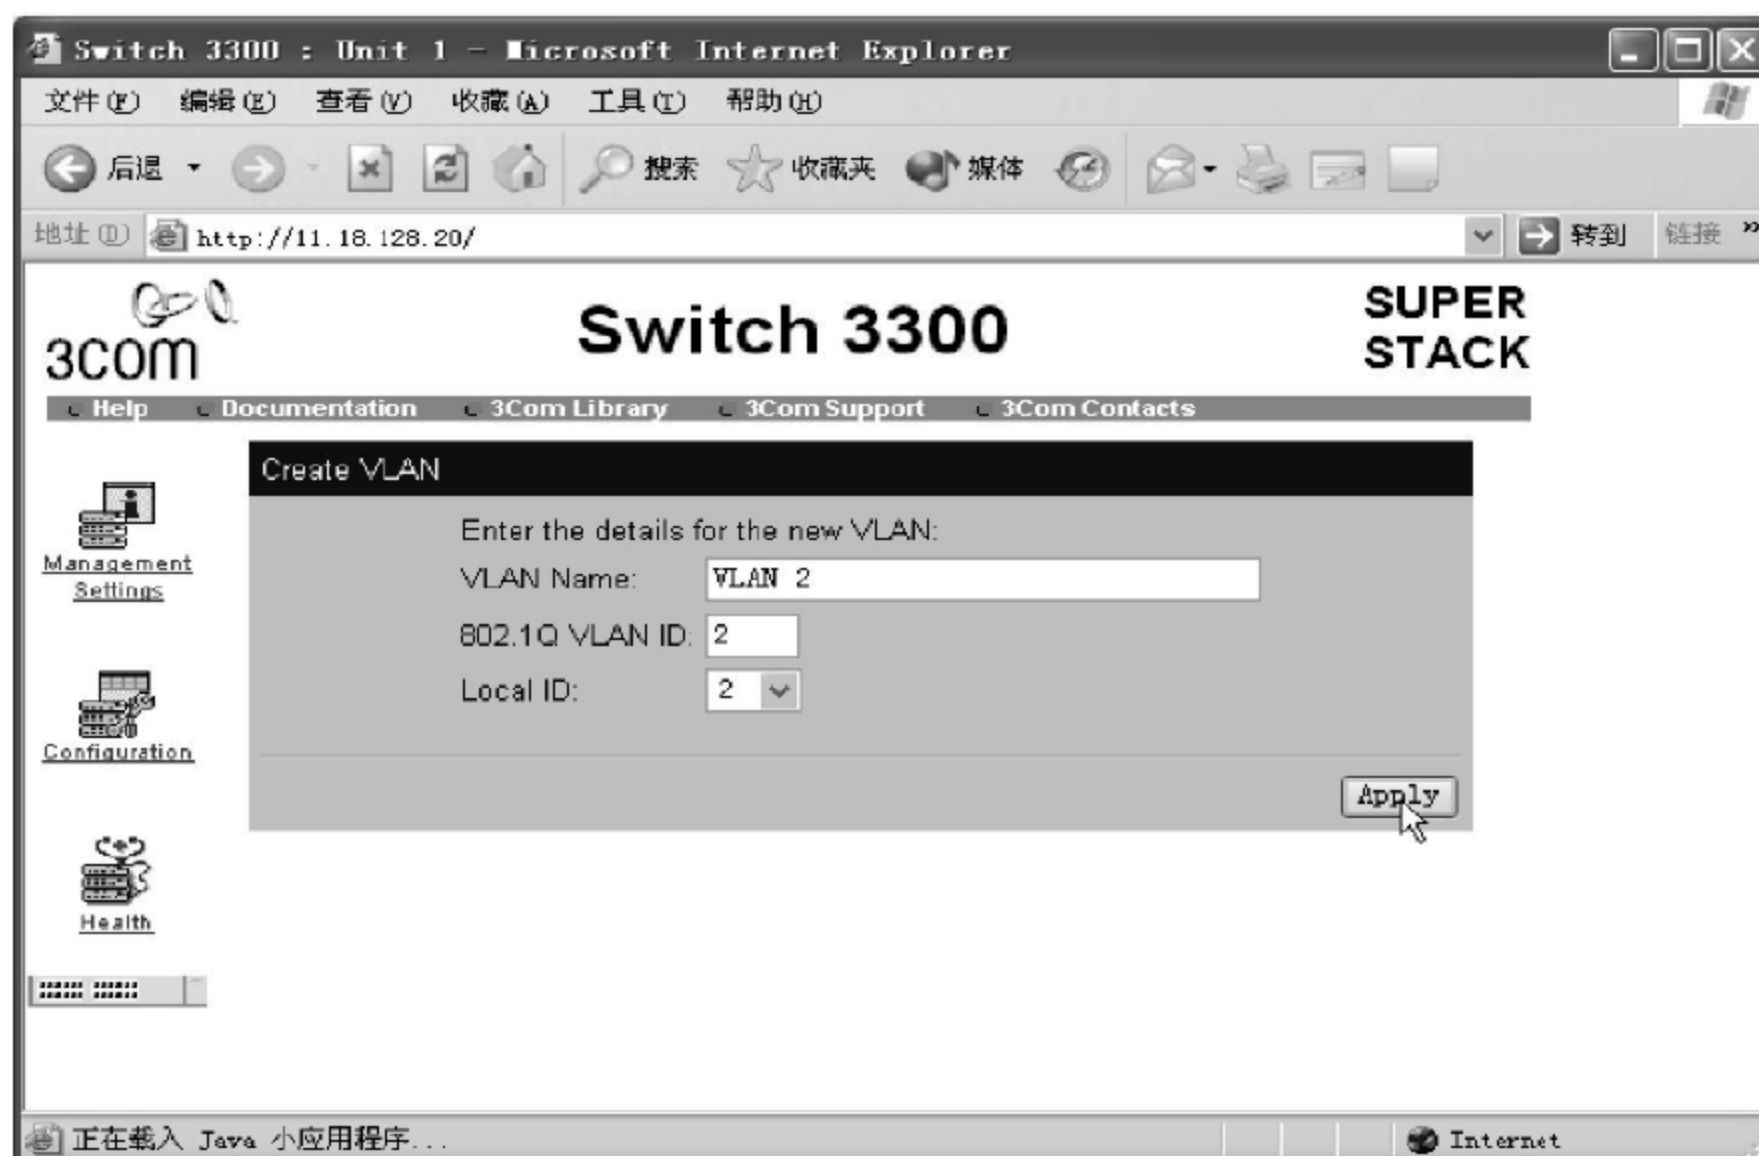 Switch 3300 : Unit 1 - Microsoft Internet Explorer
文件(F) 编辑(E) 查看(V) 收藏(A) 工具(T) 帮助(H)
后退 搜索 收藏夹 媒体
地址(D) http://11.18.128.20/ 转到 链接 »
3COM Switch 3300 SUPER
STACK
Help Documentation 3Com Library 3Com Support 3Com Contacts
Create VLAN
Enter the details for the new VLAN:
VLAN Name: VLAN 2
802.1Q VLAN ID: 2
Local ID: 2
Apply
Management
Settings
Configuration
Health
正在载入 Java 小应用程序... Internet